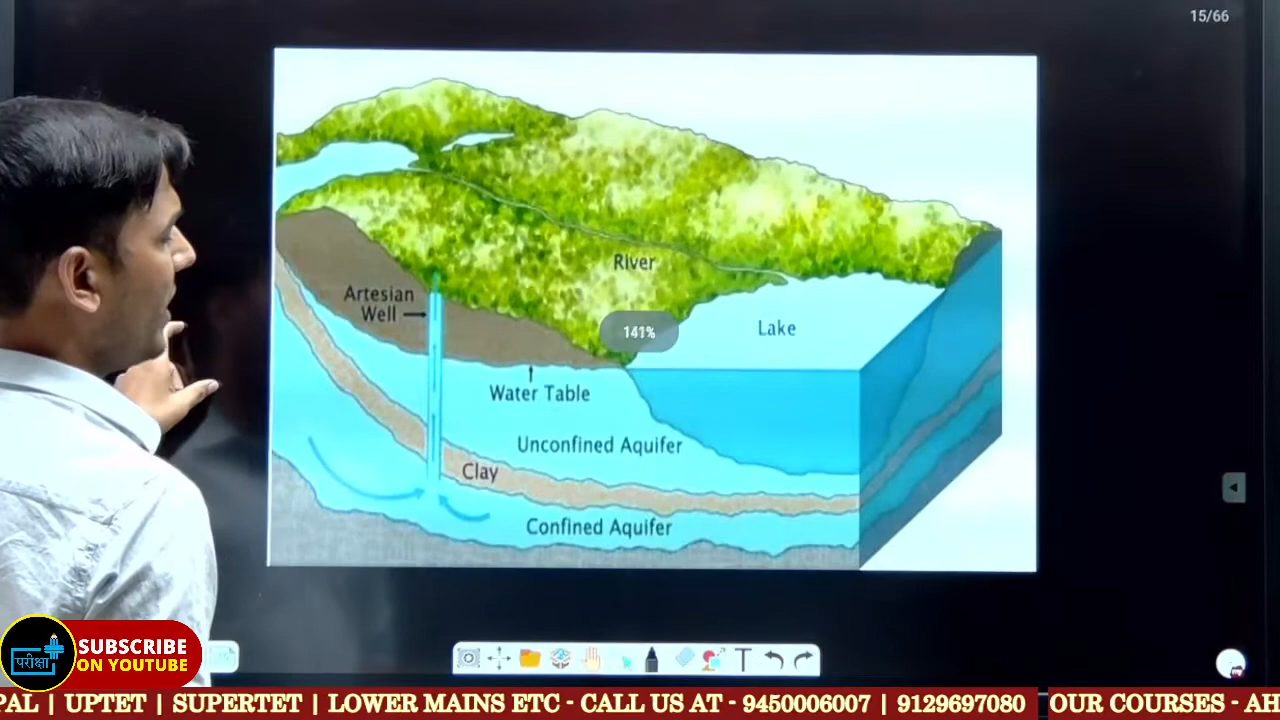 15/66
River
Artesian
Well
141%
Lake
Water Table
Unconfined Aquifer
Clay
Confined Aquifer
परीक्षा
SUBSCRIBE
ON YOUTUBE
T
PAL | UPTET | SUPERTET | LOWER MAINS ETC - CALL US AT - 9450006007 | 9129697080 OUR COURSES - AH